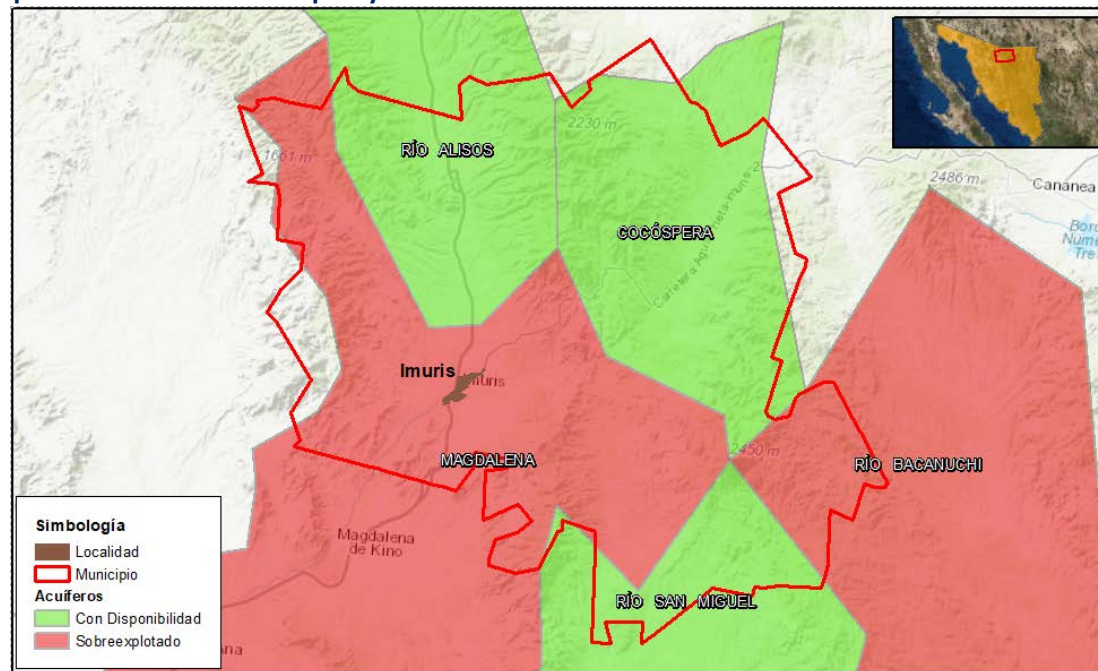 2230 m
RÍO ALISOS
1661 m
2486 m
Cananea
COCÓSPERA
Imuris
MAGDALENA
2450 m
RÍO BACANUCHI
Magdalena
de Kino
RÍO SAN MIGUEL
Simbología
Localidad
Municipio
Acuíferos
Con Disponibilidad
Sobreexplotado